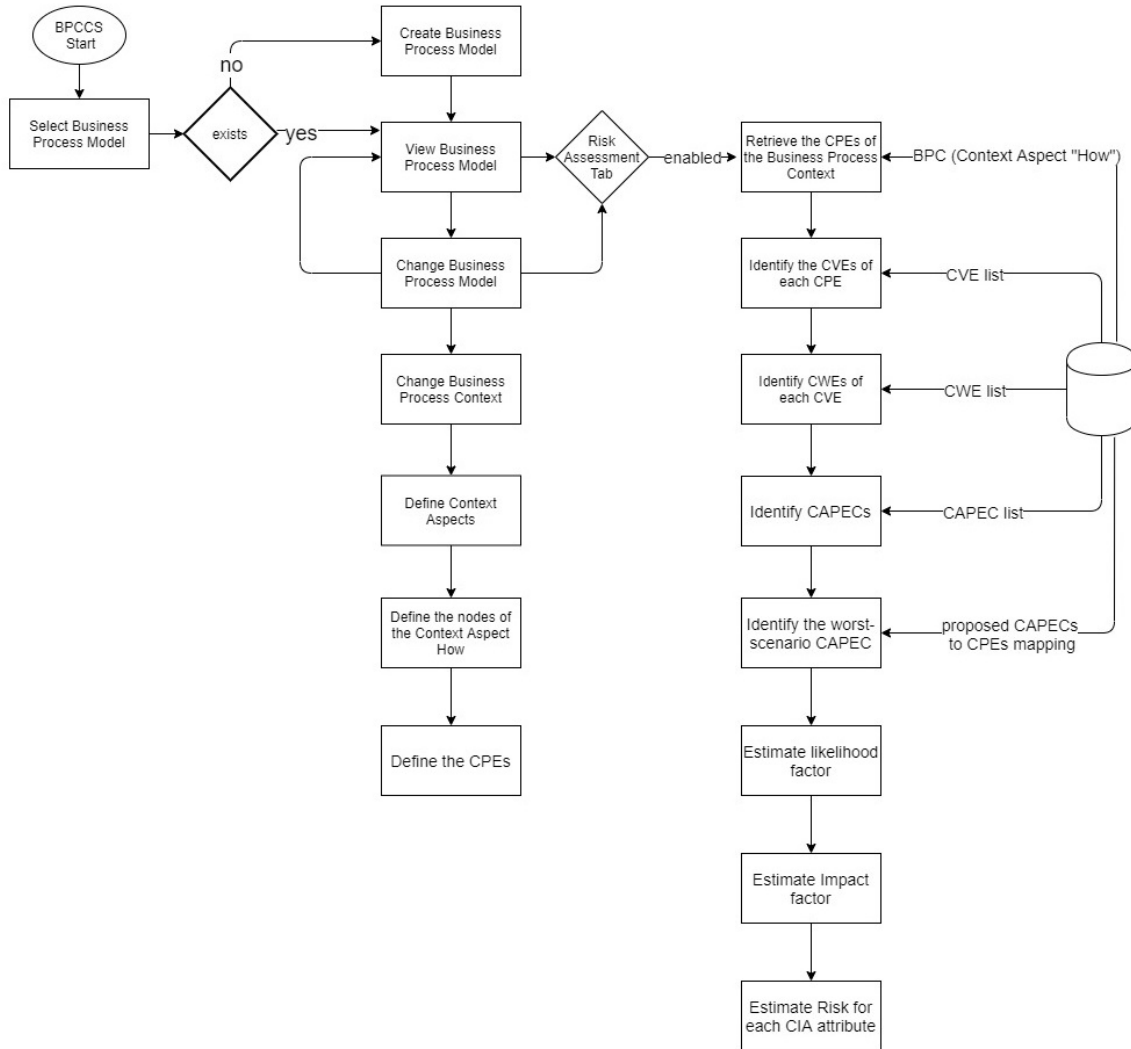 BPCCS
Start
Select Business
Process Model
exists
no
yes
Create Business
Process Model
View Business
Process Model
Risk
Assessment
Tab
enabled
Change Business
Process Model
Change Business
Process Context
Define Context
Aspects
Define the nodes of
the Context Aspect
How
Define the CPEs
Retrieve the CPEs of
the Business Process
Context
BPC (Context Aspect "How")
Identify the CVEs of
each CPE
CVE list
Identify CWEs of
each CVE
CWE list
Identify CAPECs
CAPEC list
Identify the worst-
scenario CAPEC
proposed CAPECs
to CPEs mapping
Estimate likelihood
factor
Estimate Impact
factor
Estimate Risk for
each CIA attribute